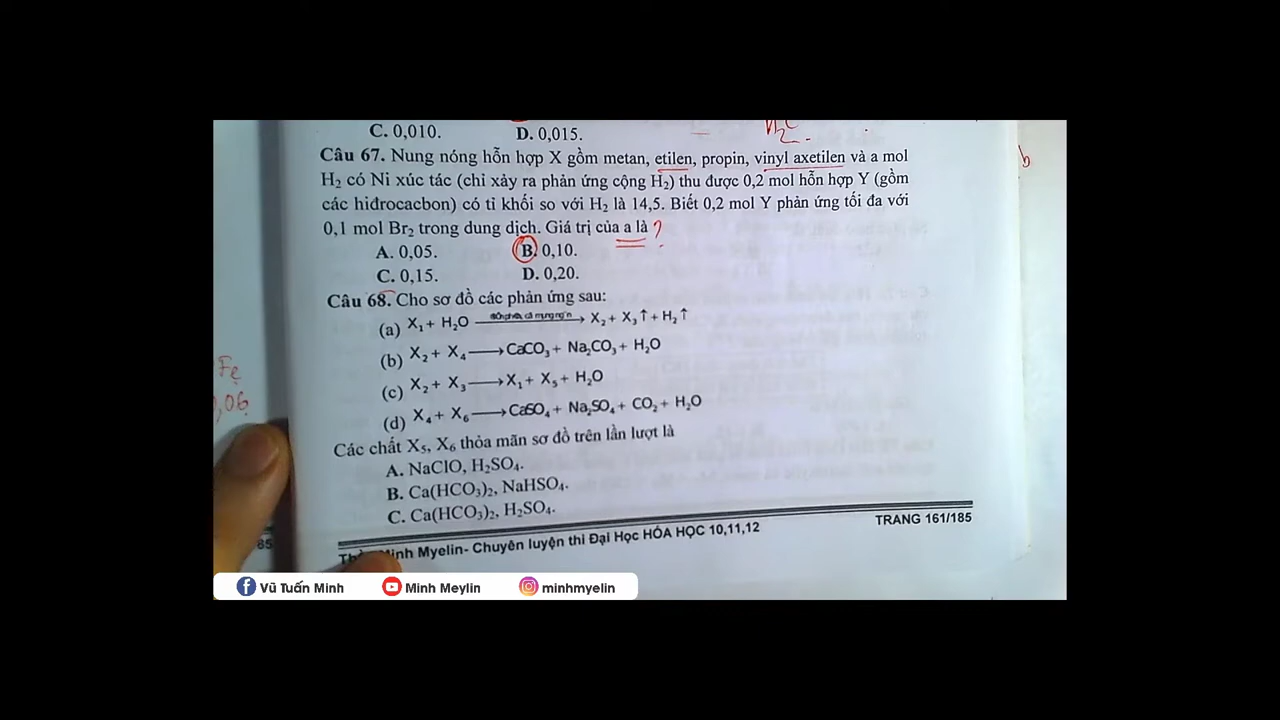 C. 0,010. D. 0,015.
Câu 67. Nung nóng hỗn hợp X gồm metan, etilen, propin, vinyl axetilen và a mol
H₂ có Ni xúc tác (chỉ xảy ra phản ứng cộng H₂) thu được 0,2 mol hỗn hợp Y (gồm
các hiđrocacbon) có tỉ khối so với H₂ là 14,5. Biết 0,2 mol Y phản ứng tối đa với
0,1 mol Br₂ trong dung dịch. Giá trị của a là ?
A. 0,05. B. 0,10.
C. 0,15. D. 0,20.
Câu 68. Cho sơ đồ các phản ứng sau:
(a) X₁ + H₂O ⟶ X₂ + X₃↑ + H₂↑
(b) X₂ + X₄ ⟶ CaCO₃ + Na₂CO₃ + H₂O
(c) X₂ + X₃ ⟶ X₁ + X₅ + H₂O
(d) X₄ + X₆ ⟶ CaSO₄ + Na₂SO₄ + CO₂ + H₂O
Các chất X₅, X₆ thỏa mãn sơ đồ trên lần lượt là
A. NaClO, H₂SO₄.
B. Ca(HCO₃)₂, NaHSO₄.
C. Ca(HCO₃)₂, H₂SO₄.
Minh Myelin- Chuyên luyện thi Đại Học HÓA HỌC 10,11,12 TRANG 161/185
b
Fe
0,06
Vũ Tuấn Minh Minh Meylin minhmyelin